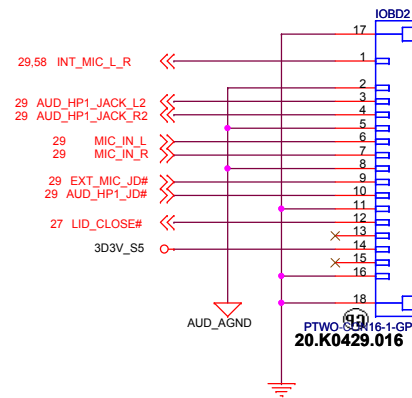 IOBD2
17
29,58 INT_MIC_L_R 1
2
29 AUD_HP1_JACK_L2 3
29 AUD_HP1_JACK_R2 4
5
29 MIC_IN_L 6
29 MIC_IN_R 7
8
29 EXT_MIC_JD# 9
29 AUD_HP1_JD# 10
11
27 LID_CLOSE# 12
13
3D3V_S5 14
15
16
18
AUD_AGND
PTWO-CON16-1-GP
20.K0429.016